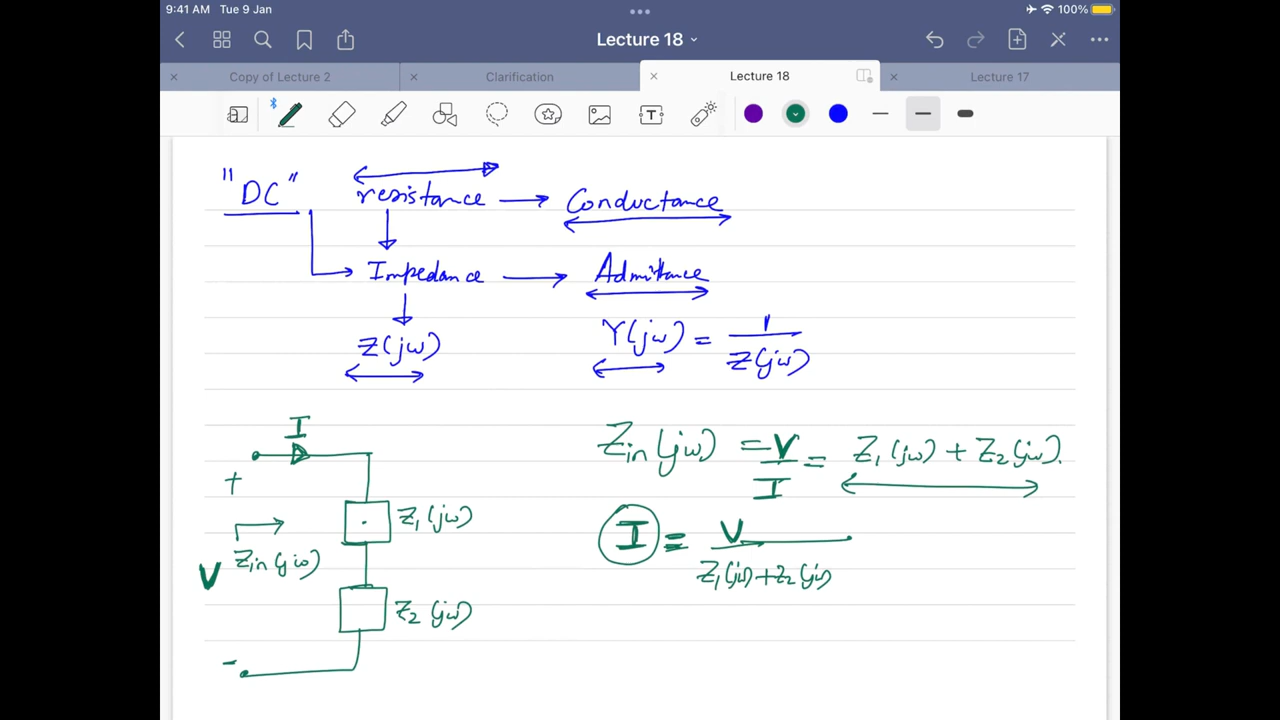 9:41 AM Tue 9 Jan 100%
Lecture 18
Copy of Lecture 2 Clarification Lecture 18 Lecture 17
T
"DC" resistance → Conductance
Impedance → Admittance
Z(jω) Y(jω) = 1/Z(jω)
I
Zin(jω) = V/I = Z1(jω) + Z2(jω).
+
Z1(jω) I = V/Z1(jω)+Z2(jω)
Zin(jω)
V
Z2(jω)
-